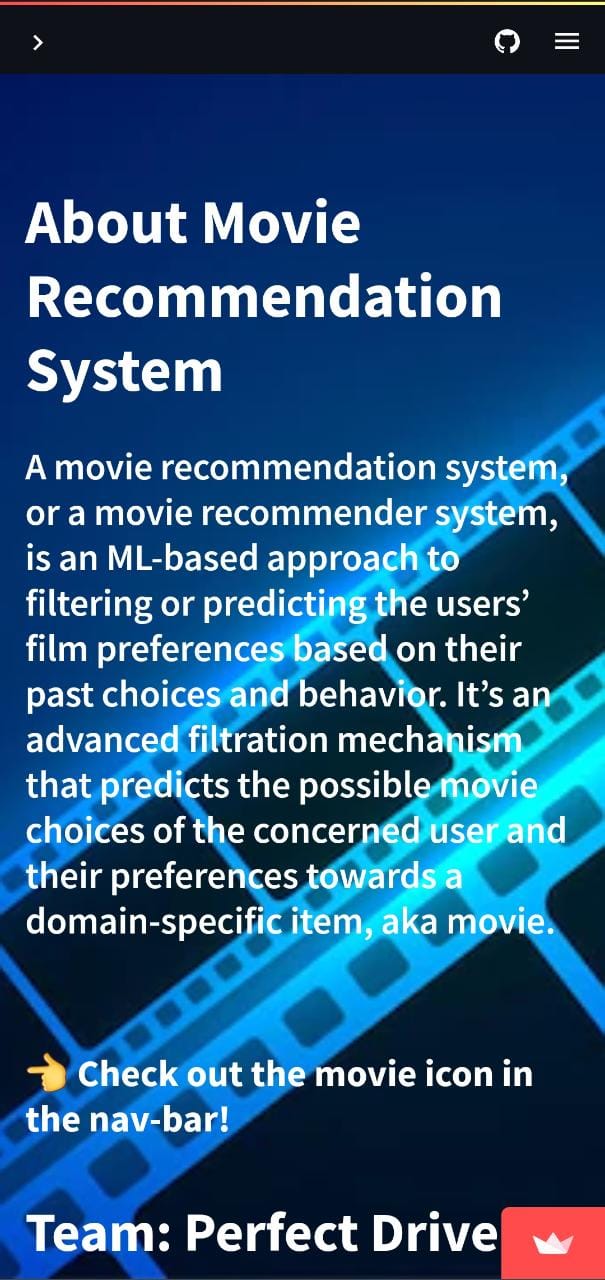 About Movie
Recommendation
System
A movie recommendation system,
or a movie recommender system,
is an ML-based approach to
filtering or predicting the users’
film preferences based on their
past choices and behavior. It’s an
advanced filtration mechanism
that predicts the possible movie
choices of the concerned user and
their preferences towards a
domain-specific item, aka movie.
👈 Check out the movie icon in
the nav-bar!
Team: Perfect Drive